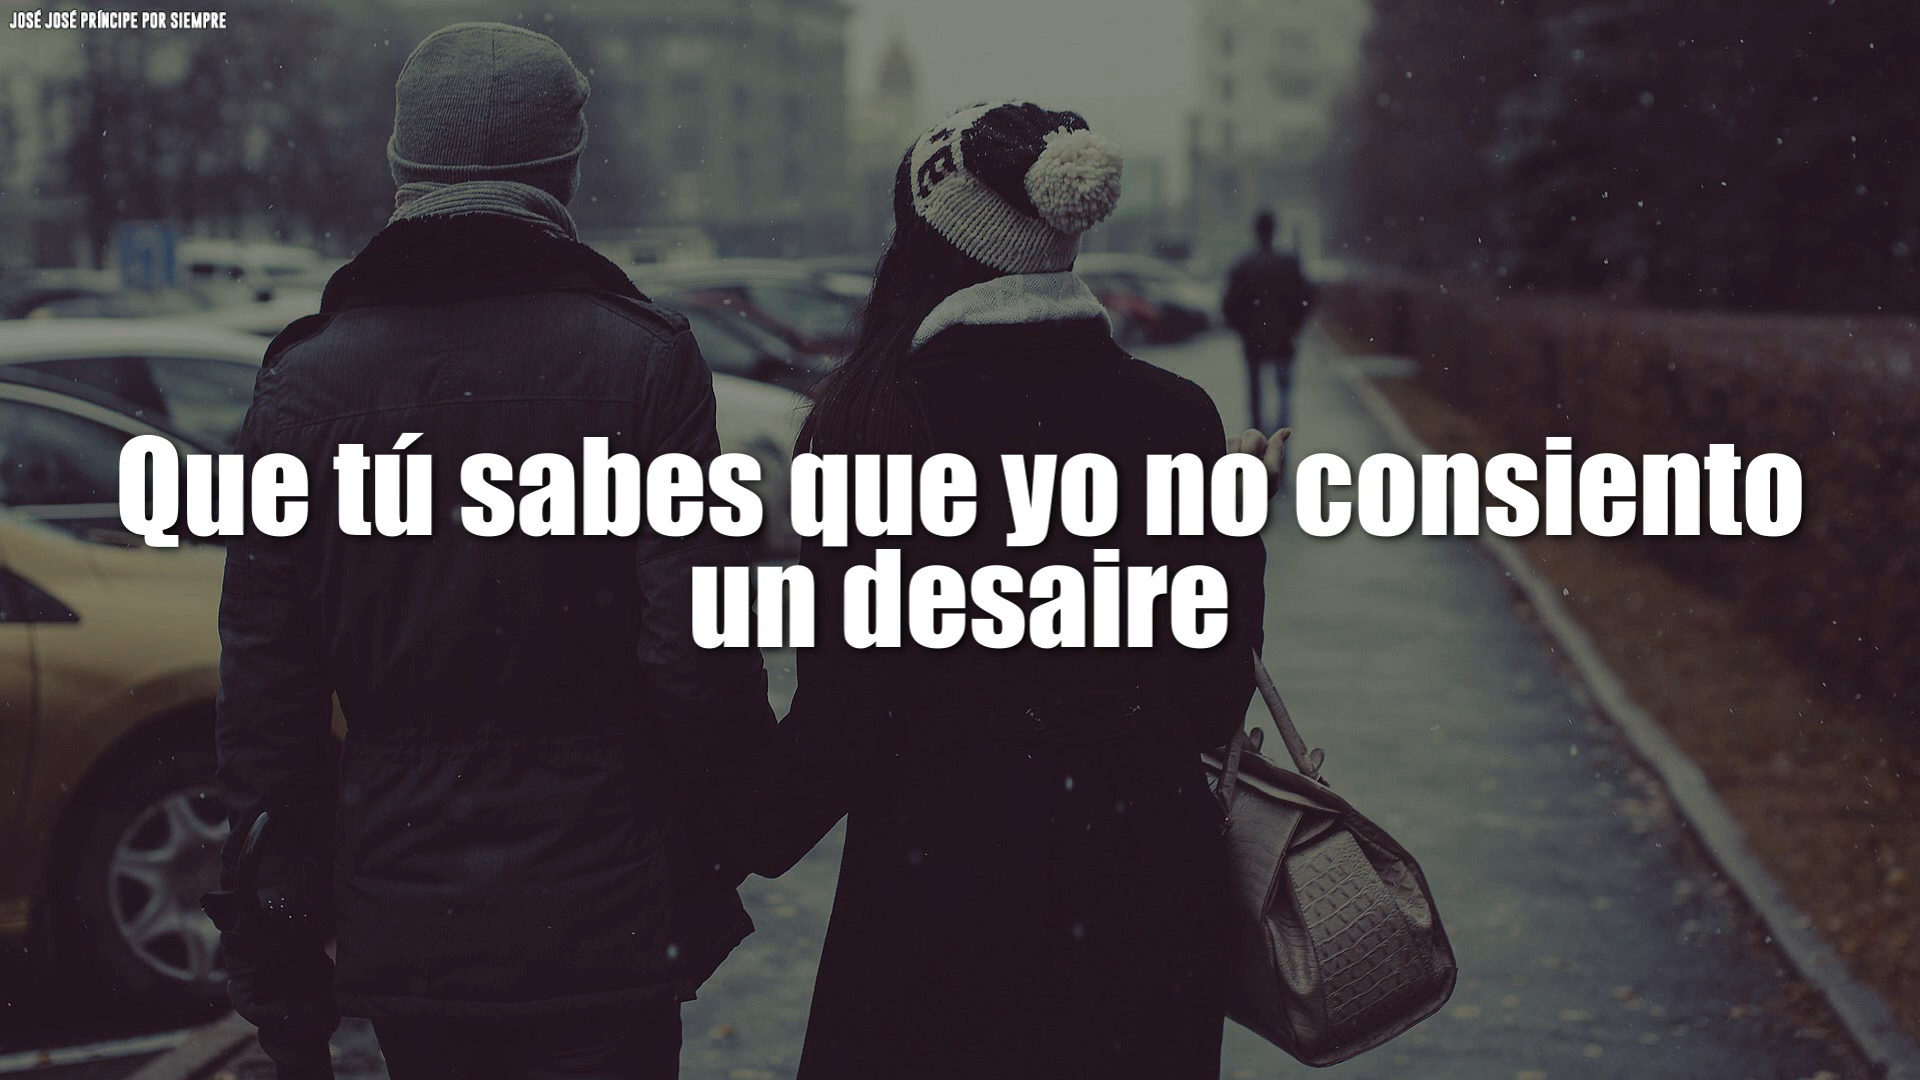 JOSÉ JOSÉ PRÍNCIPE POR SIEMPRE
Que tú sabes que yo no consiento
un desaire